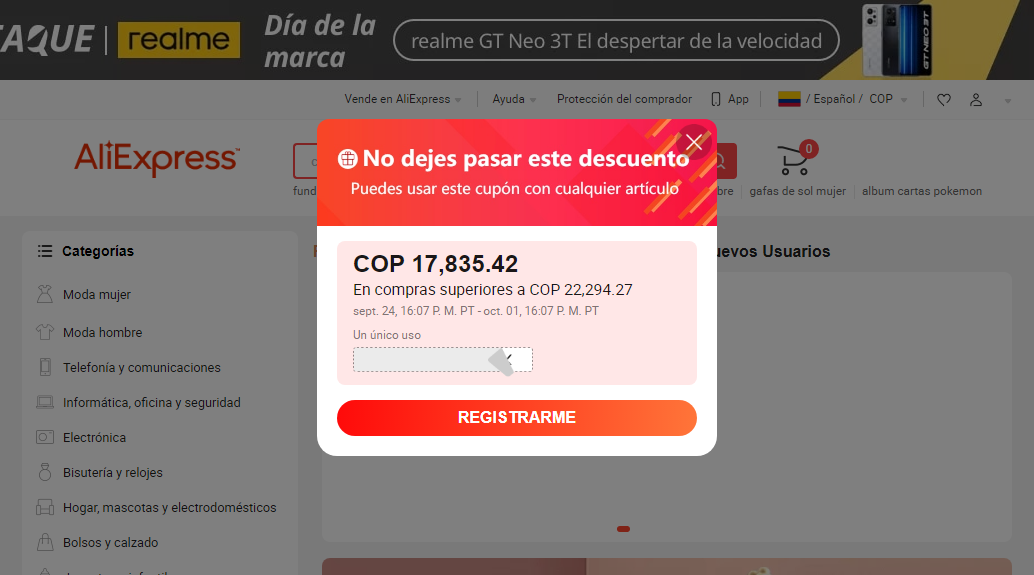 TAQUE | realme
Día de la
marca
realme GT Neo 3T El despertar de la velocidad
GT NEO 3T
Vende en AliExpress
Ayuda
Protección del comprador
App
/ Español / COP
AliExpress
0
fund
bre
gafas de sol mujer
album cartas pokemon
No dejes pasar este descuento
Puedes usar este cupón con cualquier artículo
Categorías
uevos Usuarios
COP 17,835.42
En compras superiores a COP 22,294.27
sept. 24, 16:07 P. M. PT - oct. 01, 16:07 P. M. PT
Un único uso
REGISTRARME
Moda mujer
Moda hombre
Telefonía y comunicaciones
Informática, oficina y seguridad
Electrónica
Bisutería y relojes
Hogar, mascotas y electrodomésticos
Bolsos y calzado